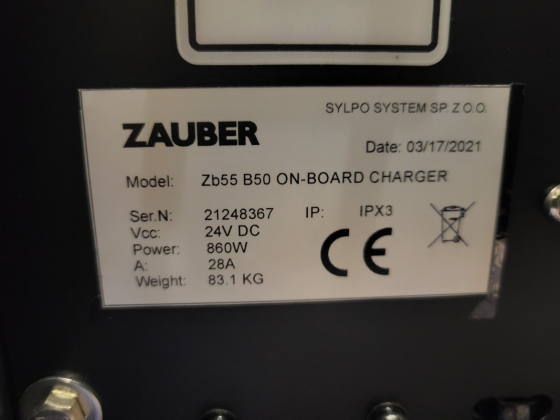 SYLPO SYSTEM SP. Z O.O.
ZAUBER
Date: 03/17/2021
Model: Zb55 B50 ON-BOARD CHARGER
Ser.N: 21248367 IP: IPX3
Vcc: 24V DC
Power: 860W
A: 28A
Weight: 83.1 KG
CE